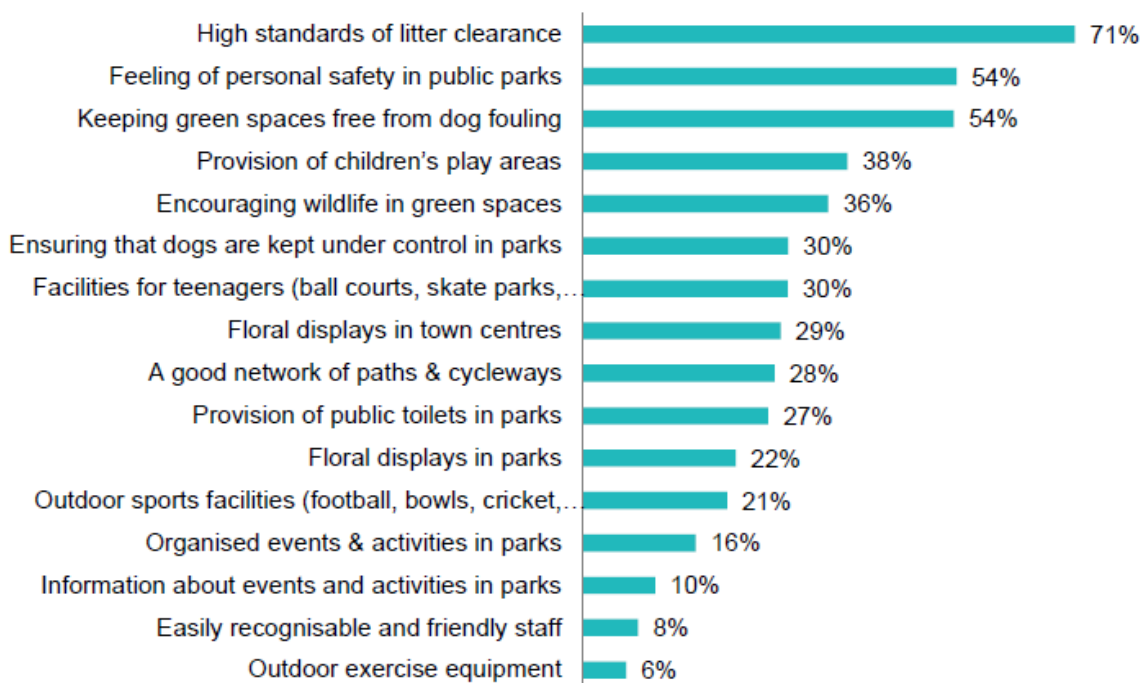 High standards of litter clearance 71%
Feeling of personal safety in public parks 54%
Keeping green spaces free from dog fouling 54%
Provision of children's play areas 38%
Encouraging wildlife in green spaces 36%
Ensuring that dogs are kept under control in parks 30%
Facilities for teenagers (ball courts, skate parks,... 30%
Floral displays in town centres 29%
A good network of paths & cycleways 28%
Provision of public toilets in parks 27%
Floral displays in parks 22%
Outdoor sports facilities (football, bowls, cricket,... 21%
Organised events & activities in parks 16%
Information about events and activities in parks 10%
Easily recognisable and friendly staff 8%
Outdoor exercise equipment 6%